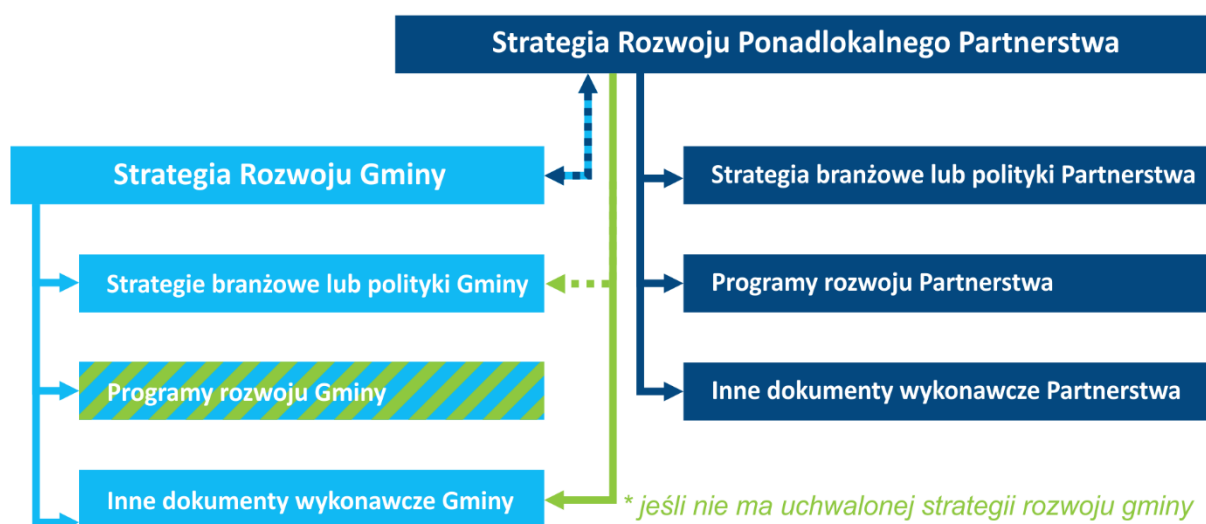 Strategia Rozwoju Ponadlokalnego Partnerstwa
Strategia Rozwoju Gminy
Strategia branżowe lub polityki Partnerstwa
Strategie branżowe lub polityki Gminy
Programy rozwoju Partnerstwa
Programy rozwoju Gminy
Inne dokumenty wykonawcze Partnerstwa
Inne dokumenty wykonawcze Gminy
* jeśli nie ma uchwalonej strategii rozwoju gminy